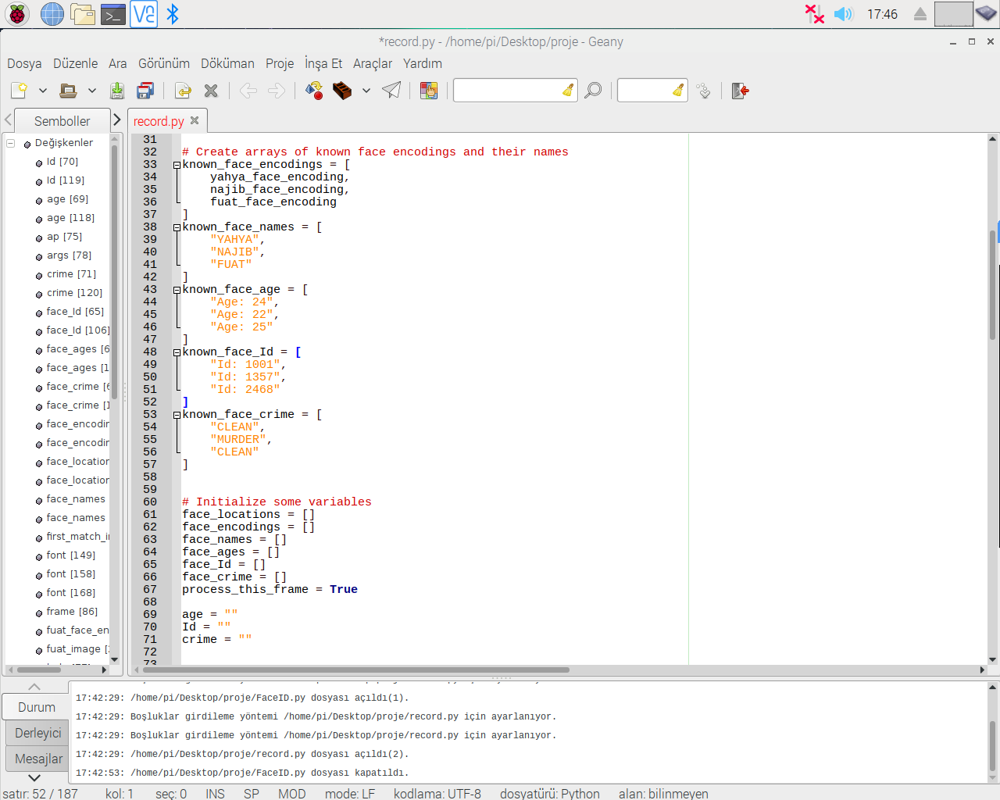 17:46
*record.py - /home/pi/Desktop/proje - Geany
Dosya Düzenle Ara Görünüm Döküman Proje İnşa Et Araçlar Yardım
Semboller
record.py
Değişkenler
Id [70]
Id [119]
age [69]
age [118]
ap [75]
args [78]
crime [71]
crime [120]
face_Id [65]
face_Id [106]
face_ages [6
face_ages [1
face_crime [6
face_crime [1
face_encodin
face_encodin
face_location
face_location
face_names
face_names
first_match_i
font [149]
font [158]
font [168]
frame [86]
fuat_face_en
fuat_image [
31
32 # Create arrays of known face encodings and their names
33 known_face_encodings = [
34 yahya_face_encoding,
35 najib_face_encoding,
36 fuat_face_encoding
37 ]
38 known_face_names = [
39 "YAHYA",
40 "NAJIB",
41 "FUAT"
42 ]
43 known_face_age = [
44 "Age: 24",
45 "Age: 22",
46 "Age: 25"
47 ]
48 known_face_Id = [
49 "Id: 1001",
50 "Id: 1357",
51 "Id: 2468"
52 ]
53 known_face_crime = [
54 "CLEAN",
55 "MURDER",
56 "CLEAN"
57 ]
58
59
60 # Initialize some variables
61 face_locations = []
62 face_encodings = []
63 face_names = []
64 face_ages = []
65 face_Id = []
66 face_crime = []
67 process_this_frame = True
68
69 age = ""
70 Id = ""
71 crime = ""
72
73
Durum
Derleyici
Mesajlar
17:42:29: /home/pi/Desktop/proje/FaceID.py dosyası açıldı(1).
17:42:29: Boşluklar girdileme yöntemi /home/pi/Desktop/proje/record.py için ayarlanıyor.
17:42:29: Boşluklar girdileme yöntemi /home/pi/Desktop/proje/record.py için ayarlanıyor.
17:42:29: /home/pi/Desktop/proje/record.py dosyası açıldı(2).
17:42:53: /home/pi/Desktop/proje/FaceID.py dosyası kapatıldı.
satır: 52 / 187 kol: 1 seç: 0 INS SP MOD mode: LF kodlama: UTF-8 dosyatürü: Python alan: bilinmeyen